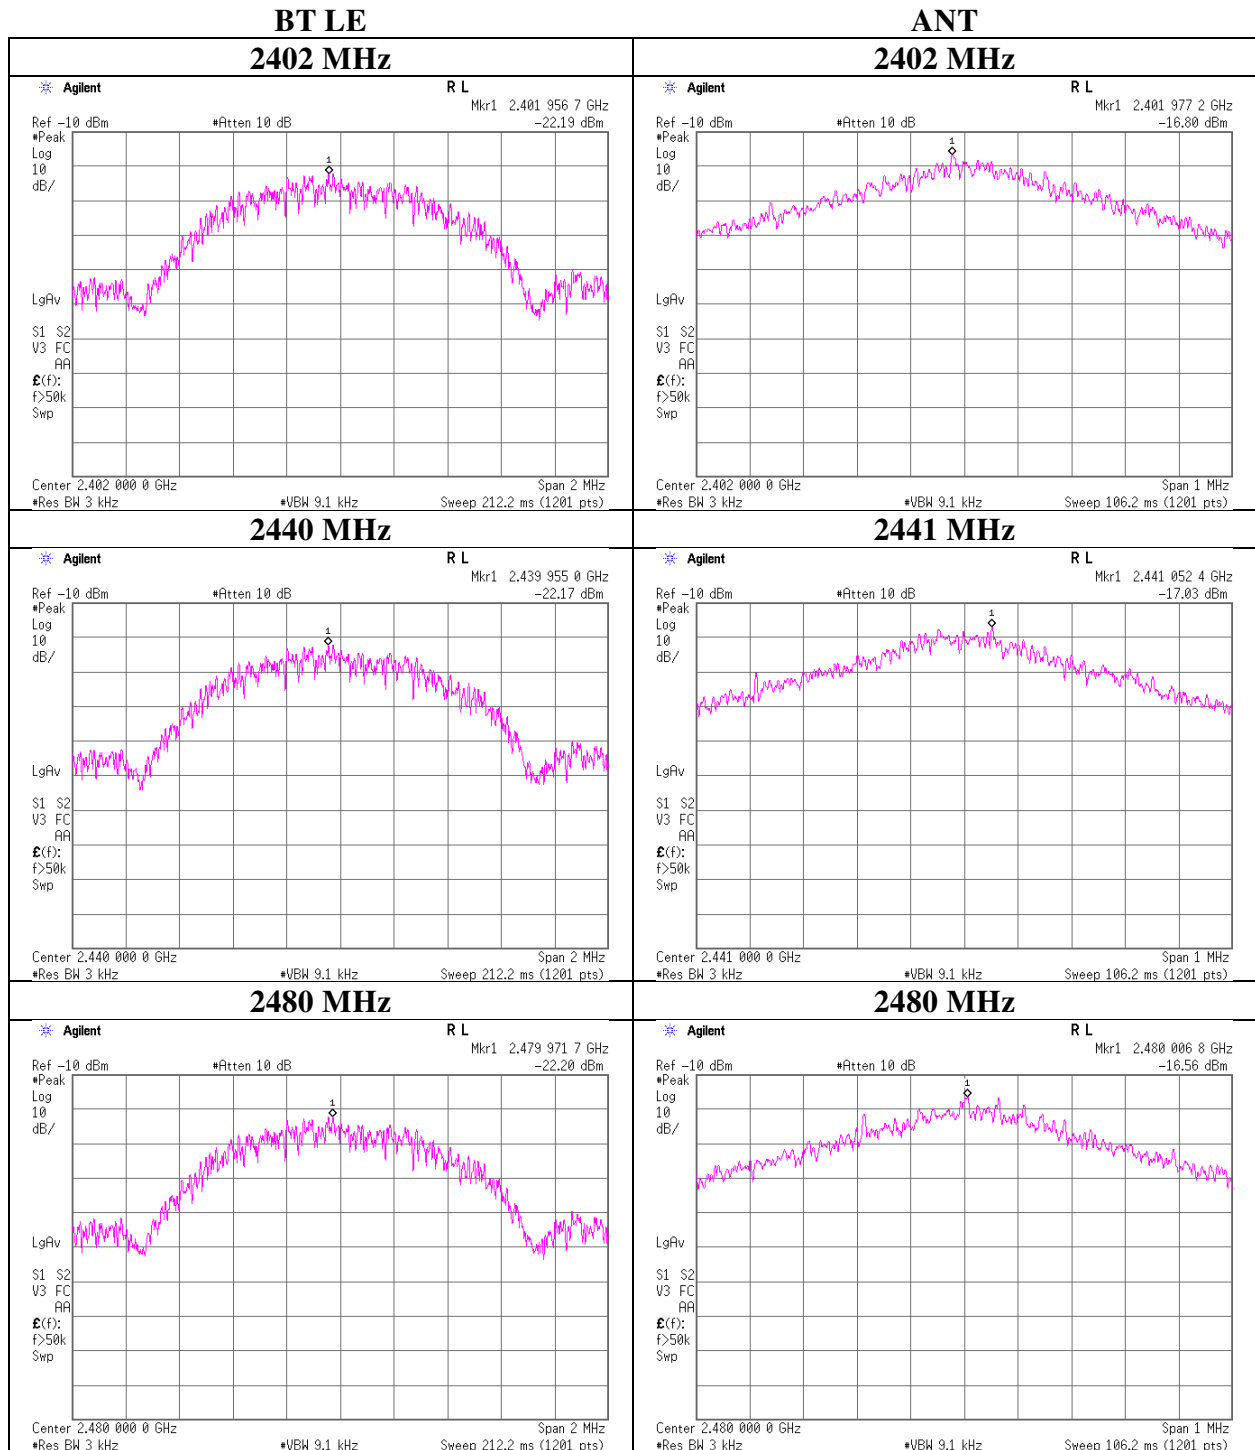 BT LE ANT
2402 MHz 2402 MHz
Agilent R L
Mkr1 2.401 956 7 GHz
Ref -10 dBm #Atten 10 dB -22.19 dBm
#Peak
Log
10
dB/
1
LgAv
S1 S2
V3 FC
AA
£(f):
f>50k
Swp
Center 2.402 000 0 GHz Span 2 MHz
#Res BW 3 kHz #VBW 9.1 kHz Sweep 212.2 ms (1201 pts)
Agilent R L
Mkr1 2.401 977 2 GHz
Ref -10 dBm #Atten 10 dB -16.80 dBm
#Peak
Log
10
dB/
1
LgAv
S1 S2
V3 FC
AA
£(f):
f>50k
Swp
Center 2.402 000 0 GHz Span 1 MHz
#Res BW 3 kHz #VBW 9.1 kHz Sweep 106.2 ms (1201 pts)
2440 MHz 2441 MHz
Agilent R L
Mkr1 2.439 955 0 GHz
Ref -10 dBm #Atten 10 dB -22.17 dBm
#Peak
Log
10
dB/
1
LgAv
S1 S2
V3 FC
AA
£(f):
f>50k
Swp
Center 2.440 000 0 GHz Span 2 MHz
#Res BW 3 kHz #VBW 9.1 kHz Sweep 212.2 ms (1201 pts)
Agilent R L
Mkr1 2.441 052 4 GHz
Ref -10 dBm #Atten 10 dB -17.03 dBm
#Peak
Log
10
dB/
1
LgAv
S1 S2
V3 FC
AA
£(f):
f>50k
Swp
Center 2.441 000 0 GHz Span 1 MHz
#Res BW 3 kHz #VBW 9.1 kHz Sweep 106.2 ms (1201 pts)
2480 MHz 2480 MHz
Agilent R L
Mkr1 2.479 971 7 GHz
Ref -10 dBm #Atten 10 dB -22.20 dBm
#Peak
Log
10
dB/
1
LgAv
S1 S2
V3 FC
AA
£(f):
f>50k
Swp
Center 2.480 000 0 GHz Span 2 MHz
#Res BW 3 kHz #VBW 9.1 kHz Sweep 212.2 ms (1201 pts)
Agilent R L
Mkr1 2.480 006 8 GHz
Ref -10 dBm #Atten 10 dB -16.56 dBm
#Peak
Log
10
dB/
1
LgAv
S1 S2
V3 FC
AA
£(f):
f>50k
Swp
Center 2.480 000 0 GHz Span 1 MHz
#Res BW 3 kHz #VBW 9.1 kHz Sweep 106.2 ms (1201 pts)